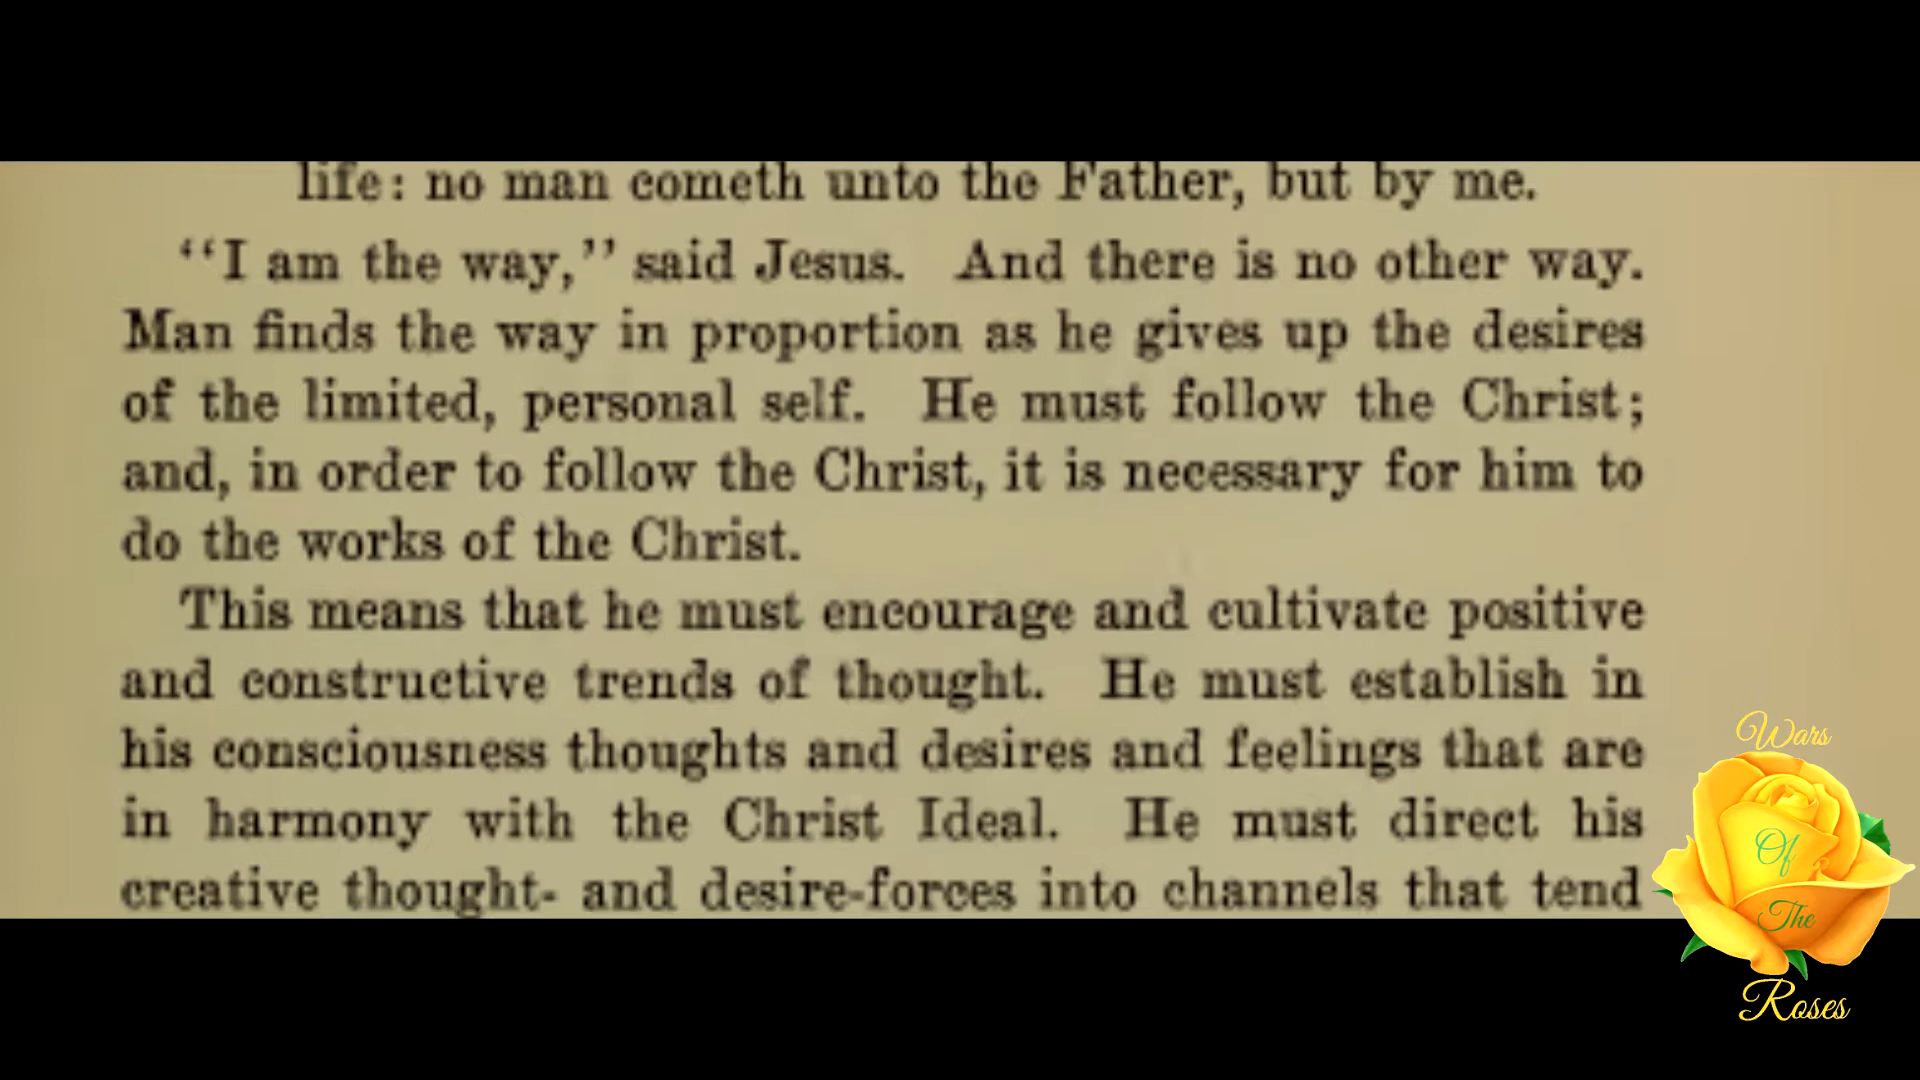 life: no man cometh unto the Father, but by me.
“I am the way,” said Jesus. And there is no other way.
Man finds the way in proportion as he gives up the desires
of the limited, personal self. He must follow the Christ;
and, in order to follow the Christ, it is necessary for him to
do the works of the Christ.
This means that he must encourage and cultivate positive
and constructive trends of thought. He must establish in
his consciousness thoughts and desires and feelings that are
in harmony with the Christ Ideal. He must direct his
creative thought- and desire-forces into channels that tend
Wars
Of
The
Roses